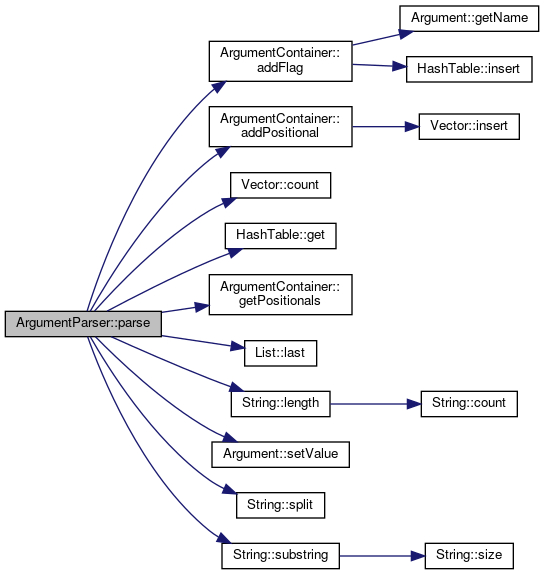 ArgumentParser::parse
ArgumentContainer::
addFlag
Argument::getName
HashTable::insert
ArgumentContainer::
addPositional
Vector::insert
Vector::count
HashTable::get
ArgumentContainer::
getPositionals
List::last
String::length
String::count
Argument::setValue
String::split
String::substring
String::size